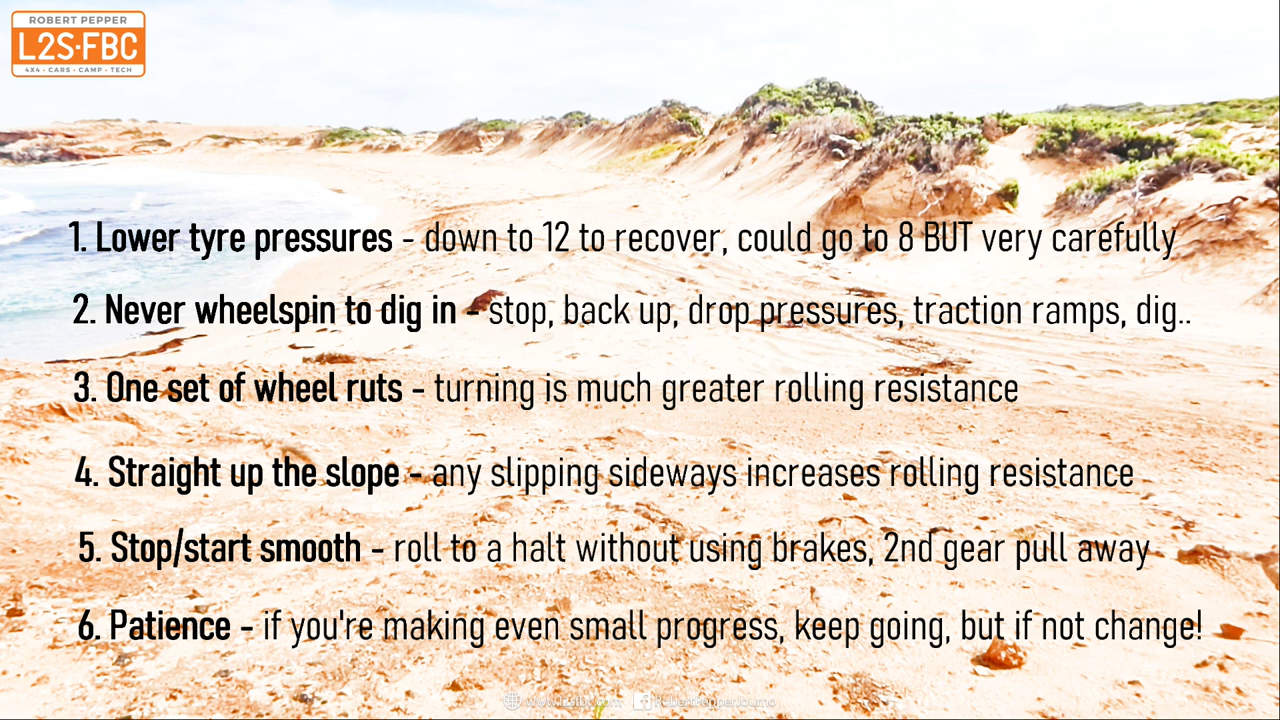 ROBERT PEPPER
L2S·FBC
4X4 · CARS · CAMP · TECH
1. Lower tyre pressures - down to 12 to recover, could go to 8 BUT very carefully
2. Never wheelspin to dig in - stop, back up, drop pressures, traction ramps, dig..
3. One set of wheel ruts - turning is much greater rolling resistance
4. Straight up the slope - any slipping sideways increases rolling resistance
5. Stop/start smooth - roll to a halt without using brakes, 2nd gear pull away
6. Patience - if you're making even small progress, keep going, but if not change!
www.l2sfbc.com RobertPepperJourno